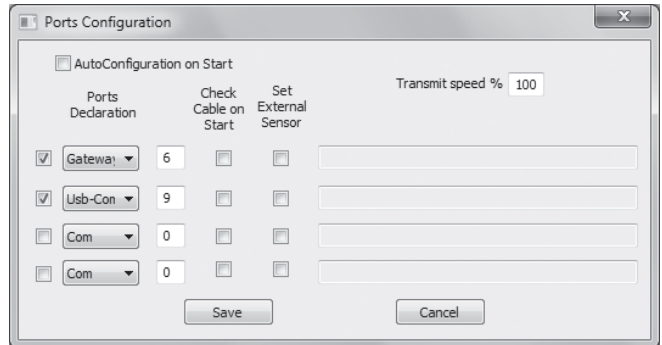 Ports Configuration
x
AutoConfiguration on Start
Transmit speed % 100
Ports
Declaration
Check
Cable on
Start
Set
External
Sensor
Gateway 6
Usb-Con 9
Com 0
Com 0
Save Cancel